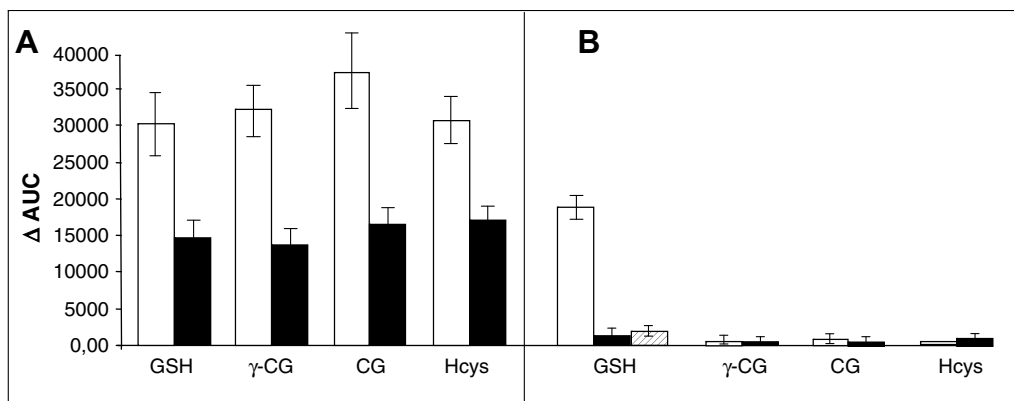 A
B
Δ AUC
40000
35000
30000
25000
20000
15000
10000
5000
0,00
GSH γ-CG CG Hcys
GSH γ-CG CG Hcys